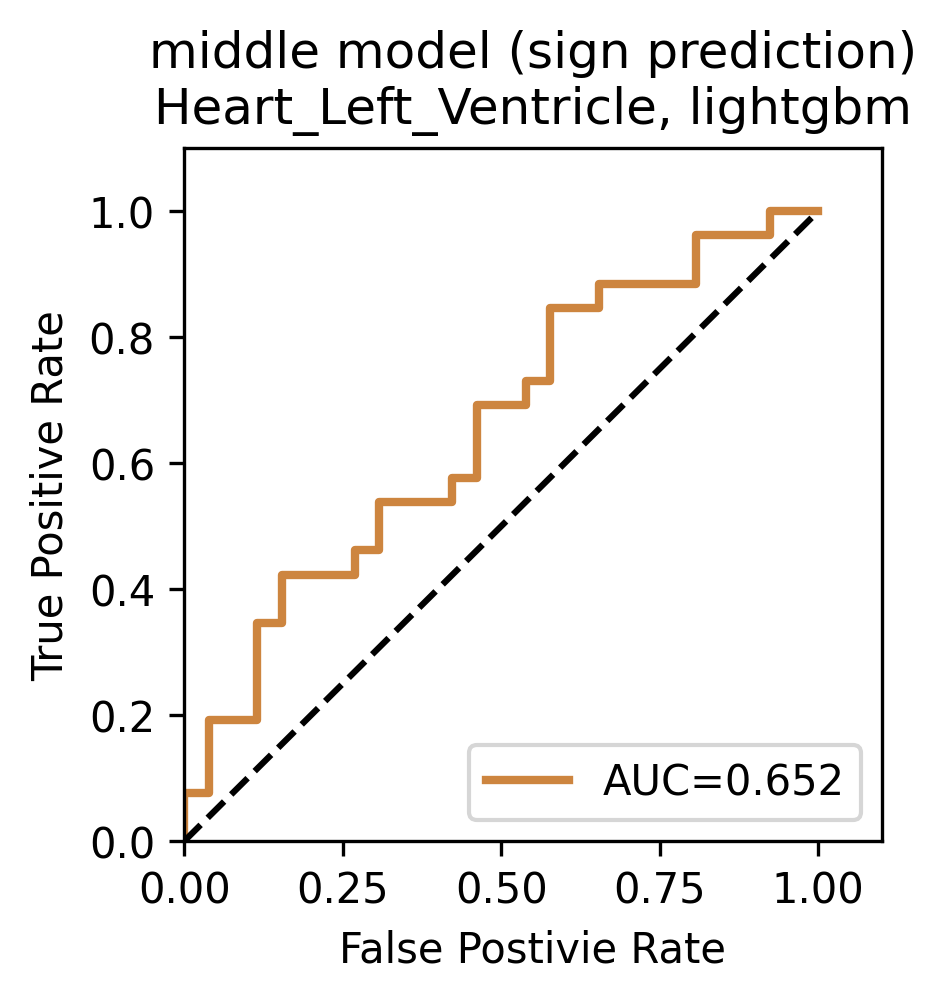 middle model (sign prediction)
Heart_Left_Ventricle, lightgbm
True Positive Rate
1.0
0.8
0.6
0.4
0.2
0.0
AUC=0.652
0.00 0.25 0.50 0.75 1.00
False Postivie Rate